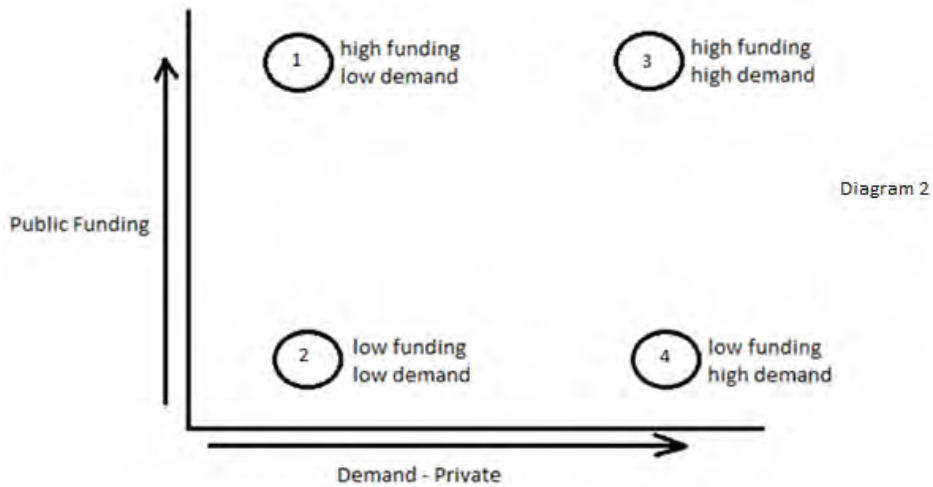 1
high funding
low demand
3
high funding
high demand
Diagram 2
Public Funding
2
low funding
low demand
4
low funding
high demand
Demand - Private